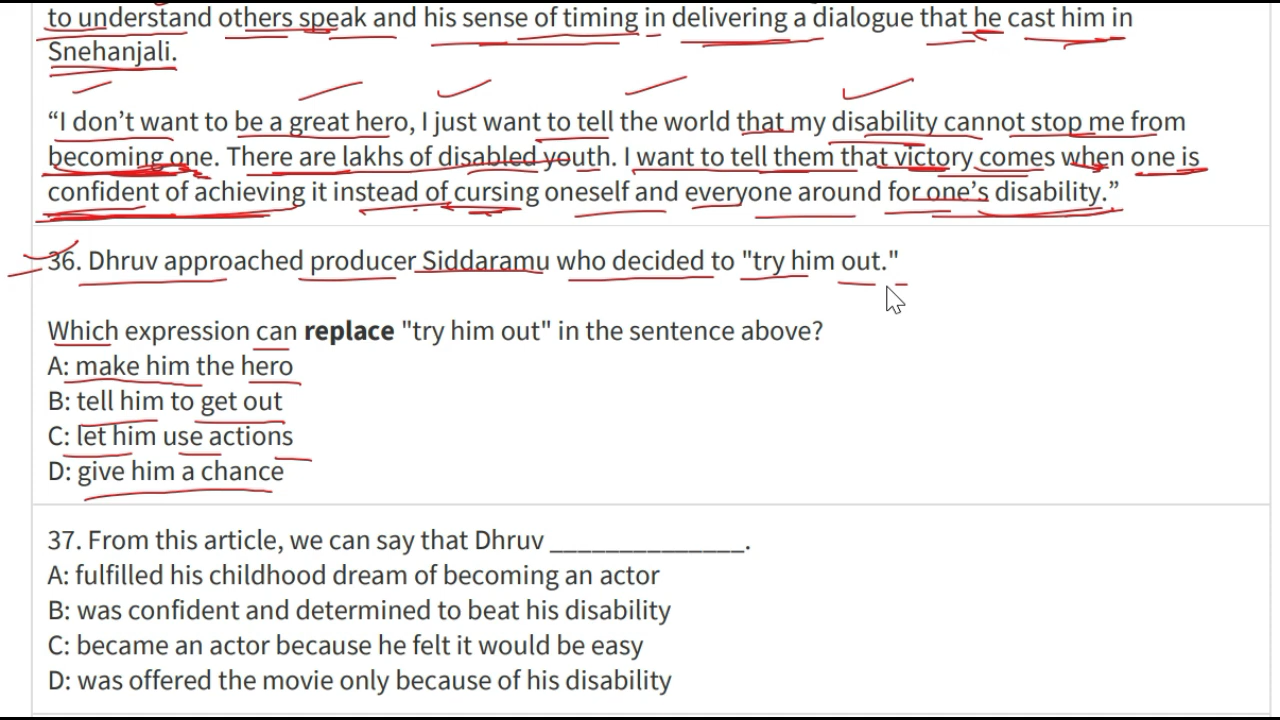 to understand others speak and his sense of timing in delivering a dialogue that he cast him in
Snehanjali.
“I don’t want to be a great hero, I just want to tell the world that my disability cannot stop me from
becoming one. There are lakhs of disabled youth. I want to tell them that victory comes when one is
confident of achieving it instead of cursing oneself and everyone around for one’s disability.”
36. Dhruv approached producer Siddaramu who decided to "try him out."
Which expression can replace "try him out" in the sentence above?
A: make him the hero
B: tell him to get out
C: let him use actions
D: give him a chance
37. From this article, we can say that Dhruv ______________.
A: fulfilled his childhood dream of becoming an actor
B: was confident and determined to beat his disability
C: became an actor because he felt it would be easy
D: was offered the movie only because of his disability